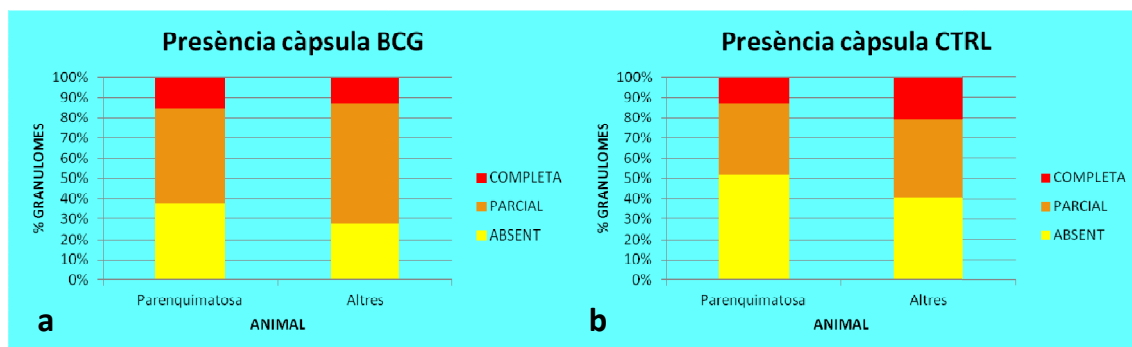 Presència càpsula BCG
100%
90%
80%
70%
60%
50%
40%
30%
20%
10%
0%
% GRANULOMES
Parenquimatosa Altres
ANIMAL
COMPLETA
PARCIAL
ABSENT
a
Presència càpsula CTRL
100%
90%
80%
70%
60%
50%
40%
30%
20%
10%
0%
% GRANULOMES
Parenquimatosa Altres
ANIMAL
COMPLETA
PARCIAL
ABSENT
b